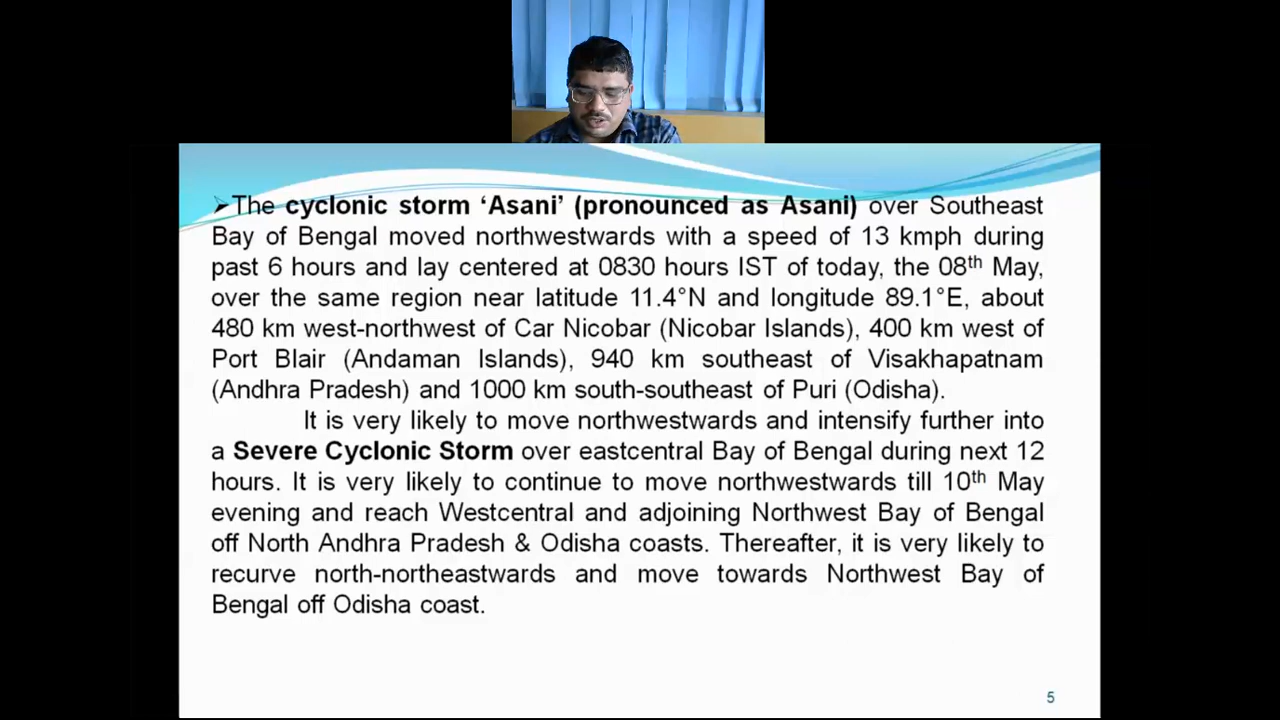 ➢The cyclonic storm ‘Asani’ (pronounced as Asani) over Southeast
Bay of Bengal moved northwestwards with a speed of 13 kmph during
past 6 hours and lay centered at 0830 hours IST of today, the 08th May,
over the same region near latitude 11.4°N and longitude 89.1°E, about
480 km west-northwest of Car Nicobar (Nicobar Islands), 400 km west of
Port Blair (Andaman Islands), 940 km southeast of Visakhapatnam
(Andhra Pradesh) and 1000 km south-southeast of Puri (Odisha).
It is very likely to move northwestwards and intensify further into
a Severe Cyclonic Storm over eastcentral Bay of Bengal during next 12
hours. It is very likely to continue to move northwestwards till 10th May
evening and reach Westcentral and adjoining Northwest Bay of Bengal
off North Andhra Pradesh & Odisha coasts. Thereafter, it is very likely to
recurve north-northeastwards and move towards Northwest Bay of
Bengal off Odisha coast.
5